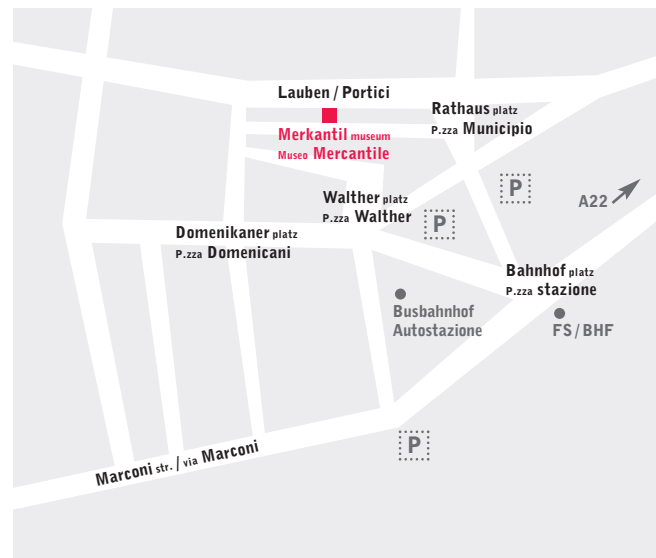 Lauben / Portici
Rathaus platz
P.zza Municipio
Merkantil museum
Museo Mercantile
P
A22
Walther platz
P.zza Walther
P
Domenikaner platz
P.zza Domenicani
Bahnhof platz
P.zza stazione
Busbahnhof
Autostazione
FS / BHF
P
Marconi str. / via Marconi